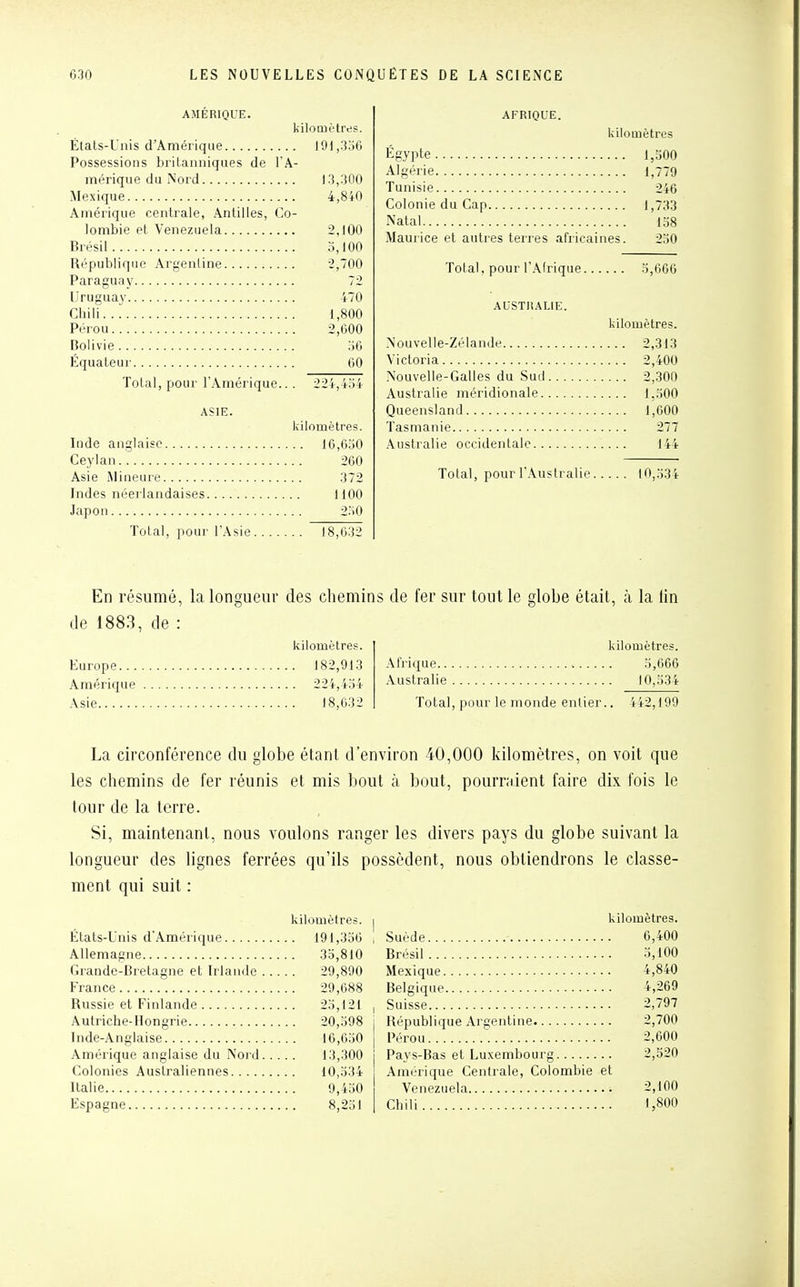 630 LES NOUVELLES CONQUÊTES DE LA SCIENCE
AMÉRIQUE.
kilomètres.
États-Unis d'Amérique.......... 191,356
Possessions britanniques de l'A-
mérique du Nord............. 13,300
Mexique...................... 4,840
Amérique centrale, Antilles, Co-
lombie et Venezuela.......... 2,100
Brésil........................ 5,100
République Argentine.......... 2,700
Paraguay..................... 72
Uruguay...................... 470
Chili......................... 1,800
Pérou........................ 2,600
Bolivie....................... 56
Équateur..................... 60
Total, pour l'Amérique... 224,454
ASIE.
kilomètres.
Inde anglaise................. 16,650
Ceylan....................... 260
Asie Mineure................. 372
Indes néerlandaises............ 1100
Japon........................ 250
Total, pour l'Asie....... 18,632
AFRIQUE.
kilomètres
Égypte....................... 1,500
Algérie....................... 1,779
Tunisie....................... 246
Colonie du Cap................ 1,733
Natal......................... 158
Maurice et autres terres africaines. 250
Total, pour l'Afrique...... 5,666
AUSTRALIE.
kilomètres.
Nouvelle-Zélande.............. 2,313
Victoria...................... 2,400
Nouvelle-Galles du Sud......... 2,300
Australie méridionale.......... 1,500
Queensland................... 1,600
Tasmanie..................... 277
Australie occidentale........... 144
Total, pour l'Australie..... 10,534
En résumé, la longueur des chemins de fer sur tout le globe était, à la fin
de 1883, de :
kilomètres.
Europe....................... 182,913
Amérique..................... 224,454
Asie.......................... 18,632
kilomètres.
Afrique....................... 5,666
Australie..................... 10,534
Total, pour le monde entier.. 442,199
La circonférence du globe étant d'environ 40,000 kilomètres, on voit que
les chemins de fer réunis et mis bout à bout, pourraient faire dix fois le
tour de la terre.
Si, maintenant, nous voulons ranger les divers pays du globe suivant la
longueur des lignes ferrées qu'ils possèdent, nous obtiendrons le classe-
ment qui suit :
kilomètres.
États-Unis d'Amérique.......... 191,356
Allemagne.................... 35,810
Grande-Bretagne et Irlande..... 29,890
France....................... 29,688
Russie et Finlande............. 25,121
Autriche-Hongrie.............. 20,598
Inde-Anglaise................. 16,650
Amérique anglaise du Nord..... 13,300
Colonies Australiennes......... 10,534
Italie......................... 9,450
Espagne...................... 8,251
kilomètres.
Suède........................ 6,400
Brésil........................ 5,100
Mexique...................... 4,840
Belgique...................... 4,269
Suisse........................ 2,797
République Argentine.......... 2,700
Pérou........................ 2,600
Pays-Bas et Luxembourg........ 2,520
Amérique Centrale, Colombie et
Venezuela.................... 2,100
Chili......................... 1,800